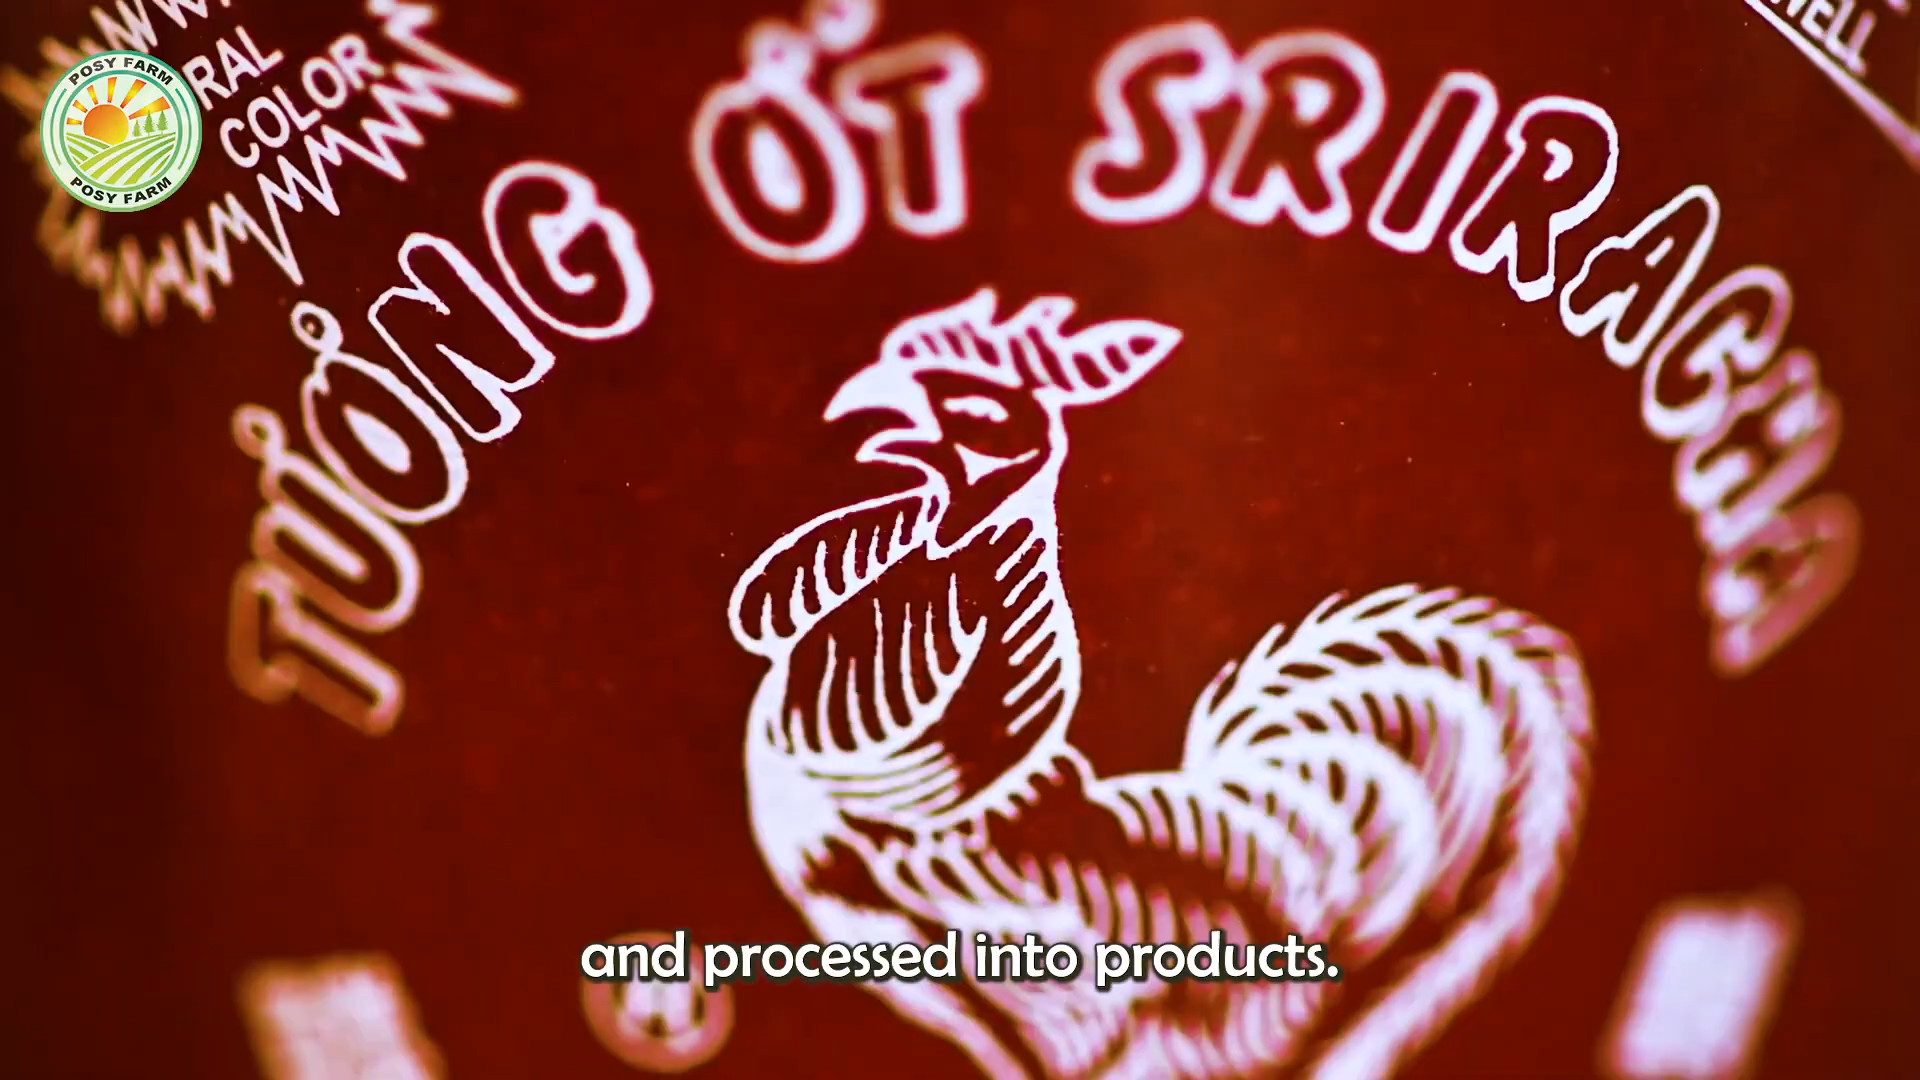 POSY FARM
POSY FARM
RAL
COLOR
TƯƠNG ỚT SRIRACHA
and processed into products.